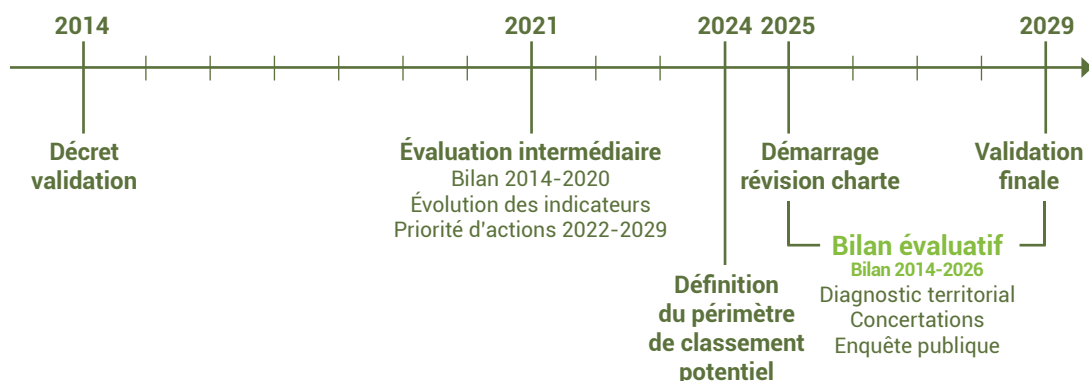 2014
2021
2024
2025
2029
Décret
validation
Évaluation intermédiaire
Bilan 2014-2020
Évolution des indicateurs
Priorité d'actions 2022-2029
Définition
du périmètre
de classement
potentiel
Démarrage
révision charte
Validation
finale
Bilan évaluatif
Bilan 2014-2026
Diagnostic territorial
Concertations
Enquête publique